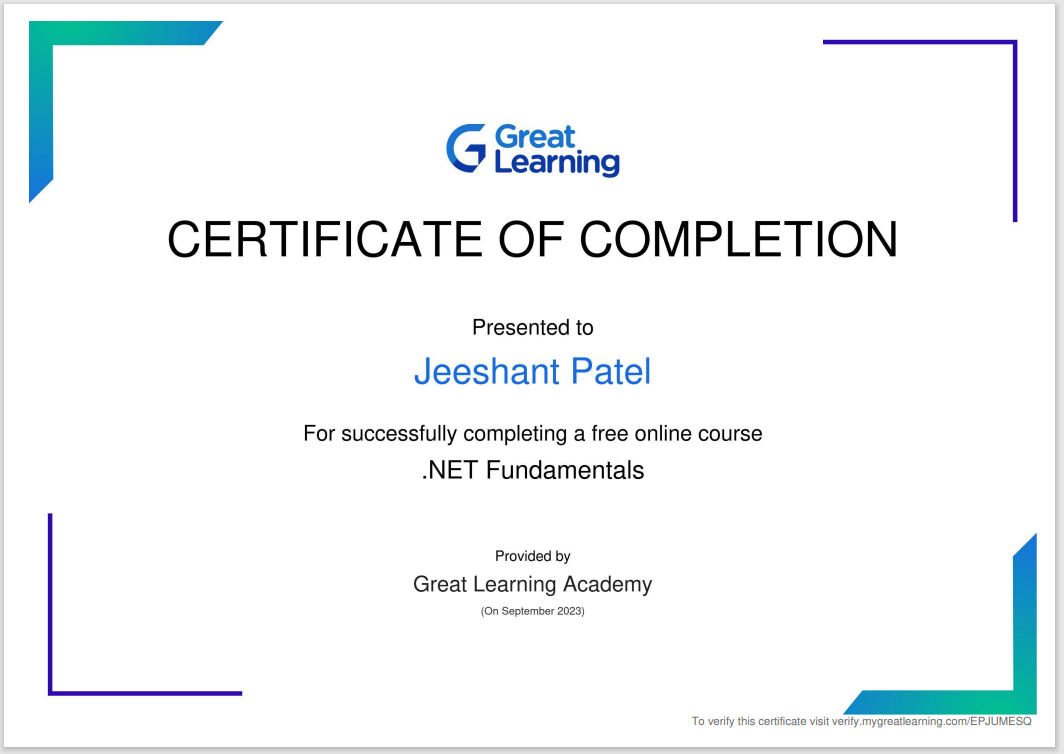 Great
Learning
CERTIFICATE OF COMPLETION
Presented to
Jeeshant Patel
For successfully completing a free online course
.NET Fundamentals
Provided by
Great Learning Academy
(On September 2023)
To verify this certificate visit verify.mygreatlearning.com/EPJUMESQ